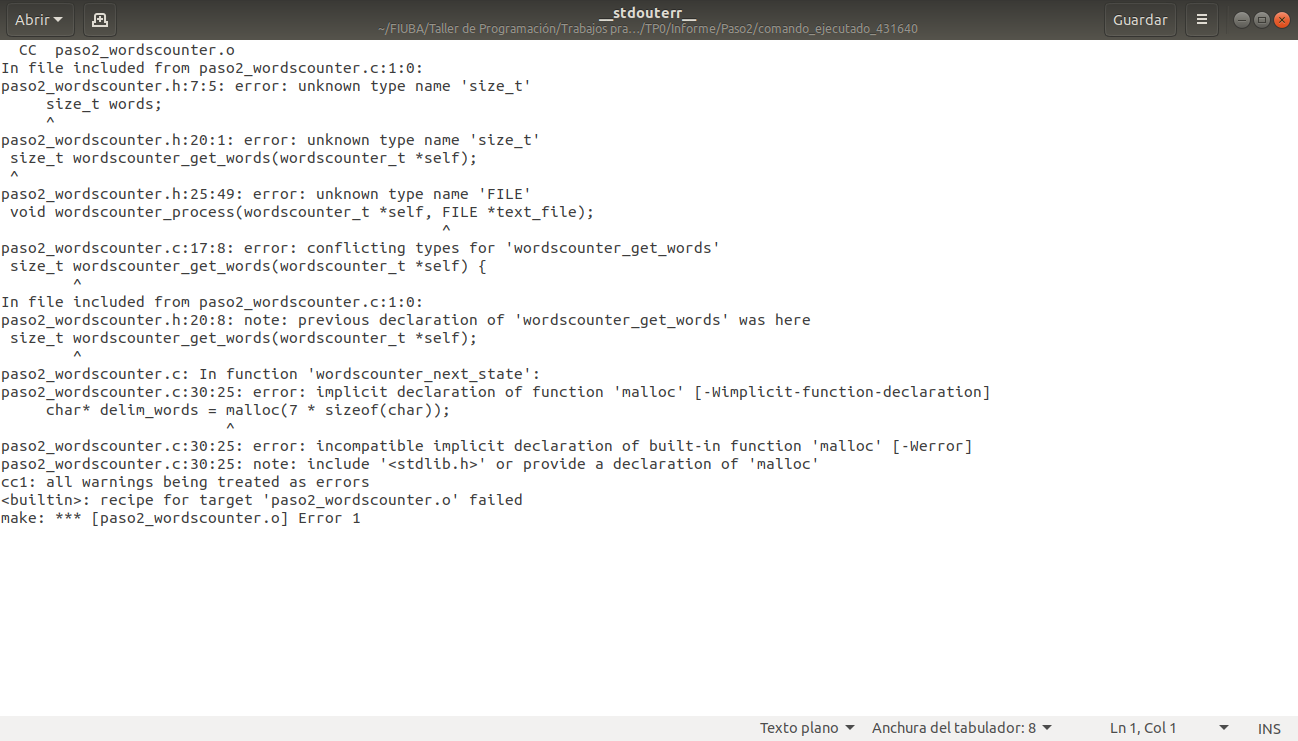 Abrir
__stdouterr__
~/FIUBA/Taller de Programación/Trabajos pra.../TP0/Informe/Paso2/comando_ejecutado_431640
Guardar
  CC  paso2_wordscounter.o
In file included from paso2_wordscounter.c:1:0:
paso2_wordscounter.h:7:5: error: unknown type name 'size_t'
     size_t words;
     ^
paso2_wordscounter.h:20:1: error: unknown type name 'size_t'
 size_t wordscounter_get_words(wordscounter_t *self);
 ^
paso2_wordscounter.h:25:49: error: unknown type name 'FILE'
 void wordscounter_process(wordscounter_t *self, FILE *text_file);
                                                 ^
paso2_wordscounter.c:17:8: error: conflicting types for 'wordscounter_get_words'
 size_t wordscounter_get_words(wordscounter_t *self) {
        ^
In file included from paso2_wordscounter.c:1:0:
paso2_wordscounter.h:20:8: note: previous declaration of 'wordscounter_get_words' was here
 size_t wordscounter_get_words(wordscounter_t *self);
        ^
paso2_wordscounter.c: In function 'wordscounter_next_state':
paso2_wordscounter.c:30:25: error: implicit declaration of function 'malloc' [-Wimplicit-function-declaration]
     char* delim_words = malloc(7 * sizeof(char));
                         ^
paso2_wordscounter.c:30:25: error: incompatible implicit declaration of built-in function 'malloc' [-Werror]
paso2_wordscounter.c:30:25: note: include '<stdlib.h>' or provide a declaration of 'malloc'
cc1: all warnings being treated as errors
<builtin>: recipe for target 'paso2_wordscounter.o' failed
make: *** [paso2_wordscounter.o] Error 1
Texto plano
Anchura del tabulador: 8
Ln 1, Col 1
INS